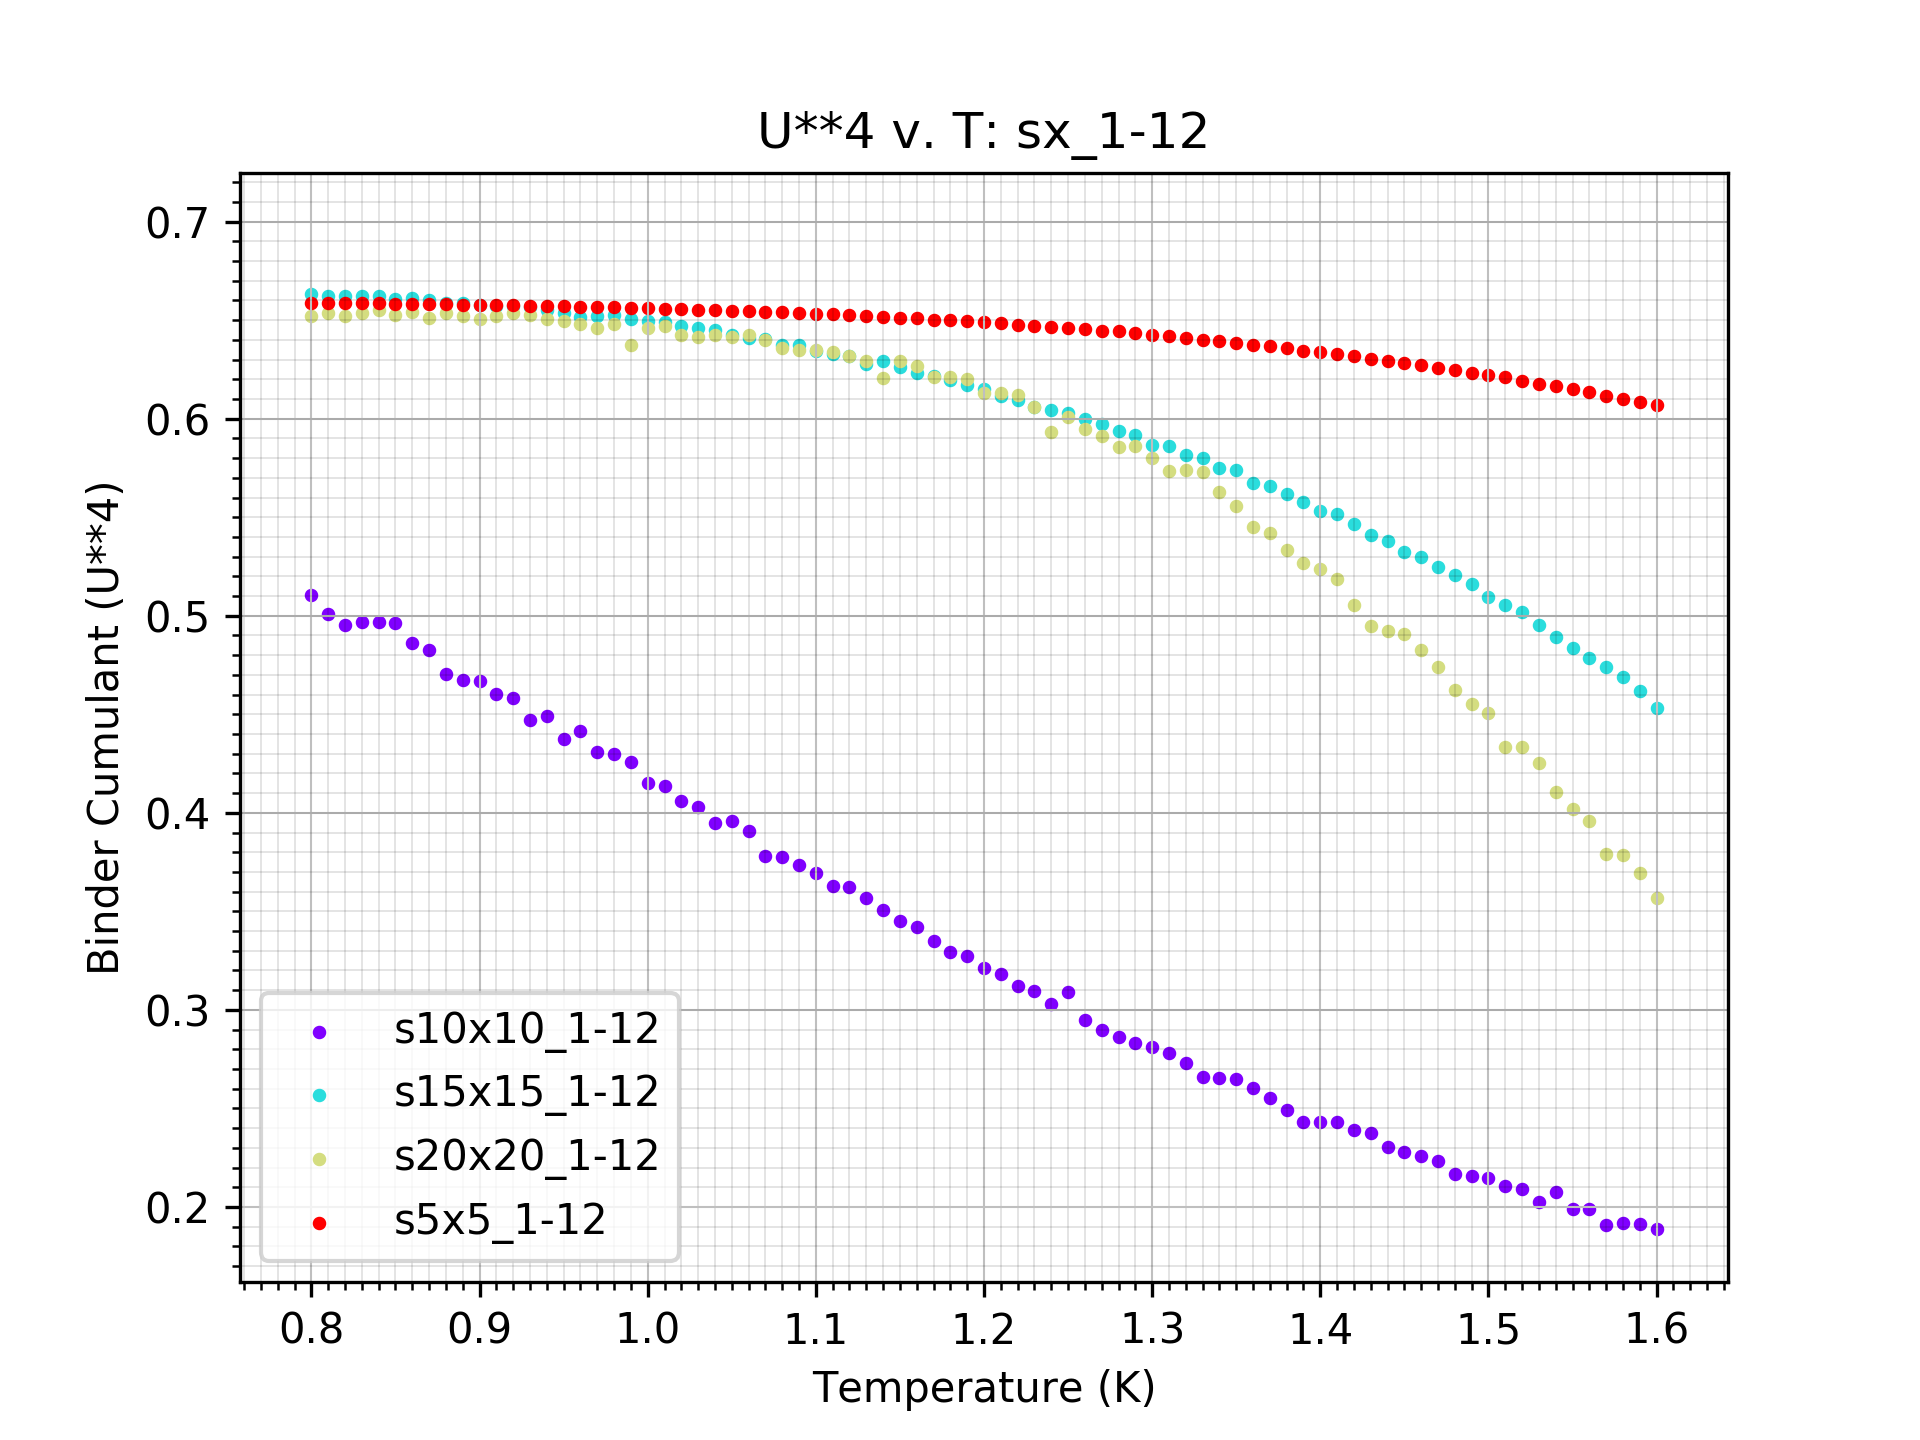 U**4 v. T: sx_1-12
Binder Cumulant (U**4)
0.7
0.6
0.5
0.4
0.3
0.2
s10x10_1-12
s15x15_1-12
s20x20_1-12
s5x5_1-12
0.8 0.9 1.0 1.1 1.2 1.3 1.4 1.5 1.6
Temperature (K)